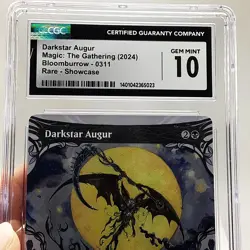 CGC
CERTIFIED GUARANTY COMPANY
Darkstar Augur
Magic: The Gathering (2024)
Bloomburrow - 0311
Rare - Showcase
GEM MINT
10
1401042365023
Darkstar Augur
2